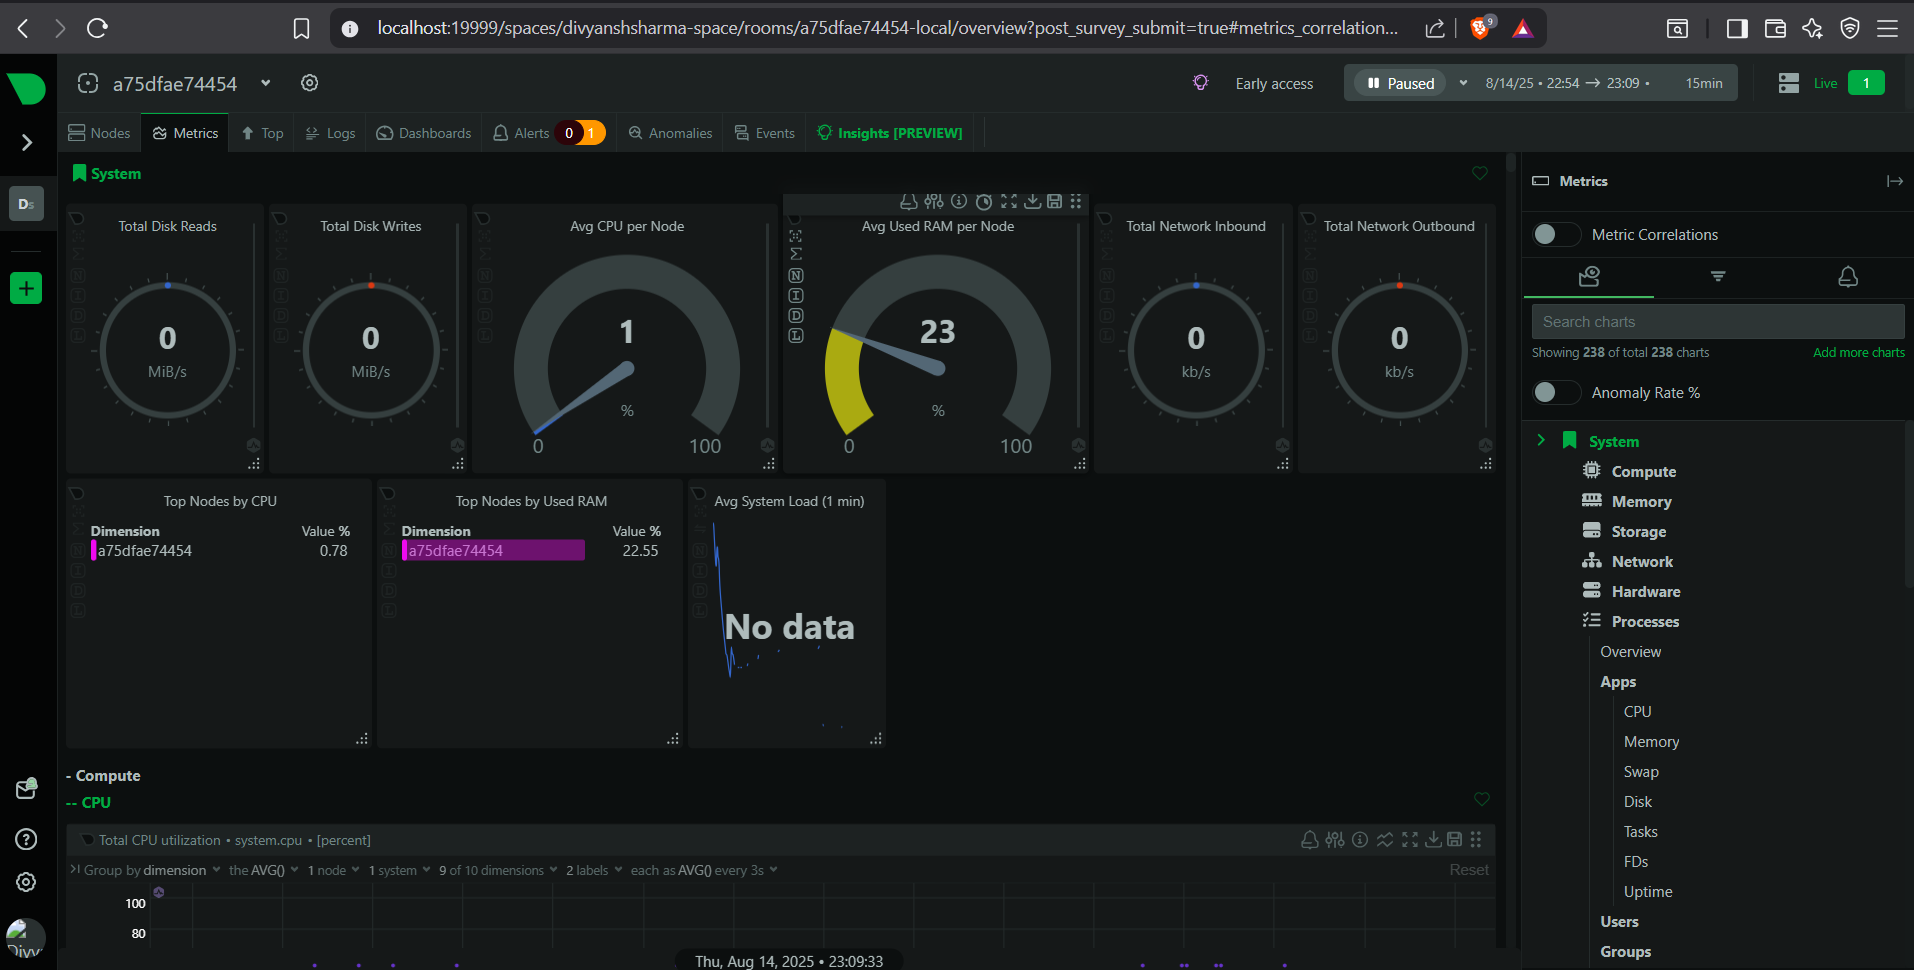 localhost:19999/spaces/divyanshsharma-space/rooms/a75dfae74454-local/overview?post_survey_submit=true#metrics_correlation...
9
a75dfae74454
Early access
Paused
8/14/25 • 22:54 → 23:09 •
15min
Live
1
Nodes
Metrics
Top
Logs
Dashboards
Alerts
0
1
Anomalies
Events
Insights [PREVIEW]
Ds
System
Total Disk Reads
0
MiB/s
Total Disk Writes
0
MiB/s
Avg CPU per Node
1
%
0
100
Avg Used RAM per Node
23
%
0
100
Total Network Inbound
0
kb/s
Total Network Outbound
0
kb/s
N
I
D
L
Top Nodes by CPU
Dimension Value %
a75dfae74454 0.78
Top Nodes by Used RAM
Dimension Value %
a75dfae74454 22.55
Avg System Load (1 min)
No data
- Compute
-- CPU
Total CPU utilization • system.cpu • [percent]
Group by dimension the AVG() 1 node 1 system 9 of 10 dimensions 2 labels each as AVG() every 3s
Reset
100
80
Thu, Aug 14, 2025 • 23:09:33
Metrics
Metric Correlations
Search charts
Showing 238 of total 238 charts
Add more charts
Anomaly Rate %
System
Compute
Memory
Storage
Network
Hardware
Processes
Overview
Apps
CPU
Memory
Swap
Disk
Tasks
FDs
Uptime
Users
Groups